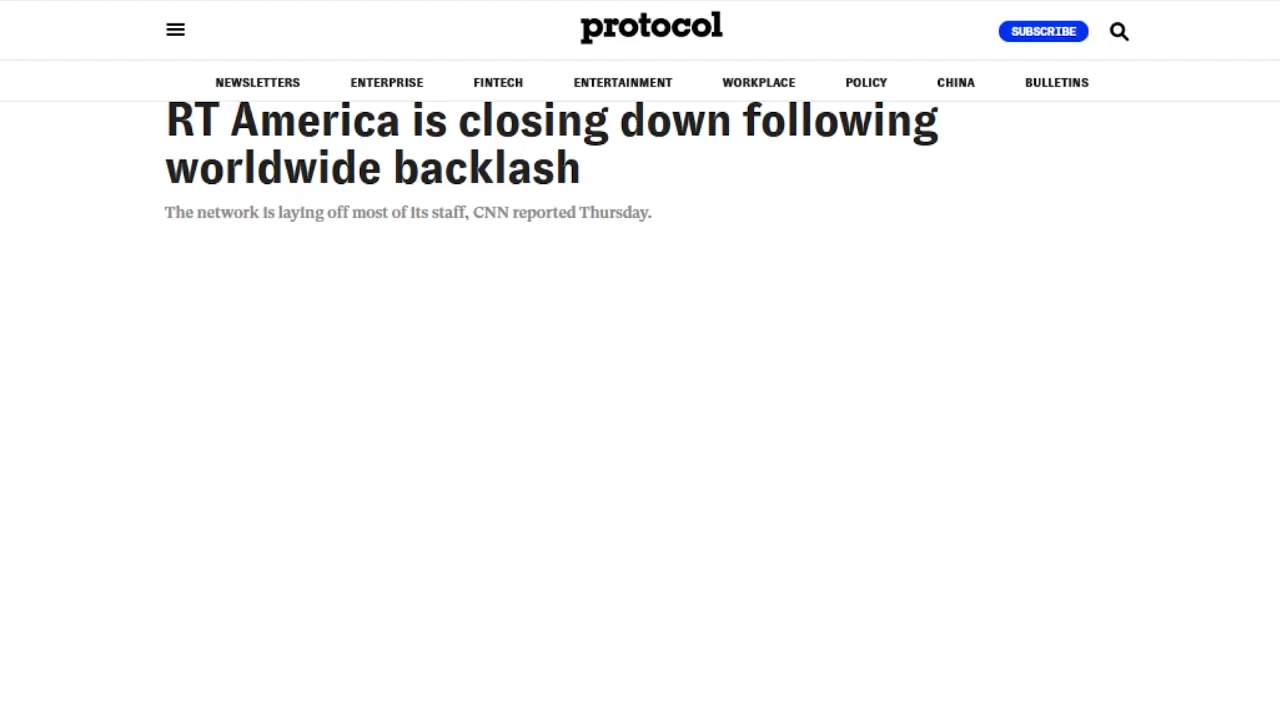 protocol
SUBSCRIBE
NEWSLETTERS ENTERPRISE FINTECH ENTERTAINMENT WORKPLACE POLICY CHINA BULLETINS
RT America is closing down following
worldwide backlash
The network is laying off most of its staff, CNN reported Thursday.